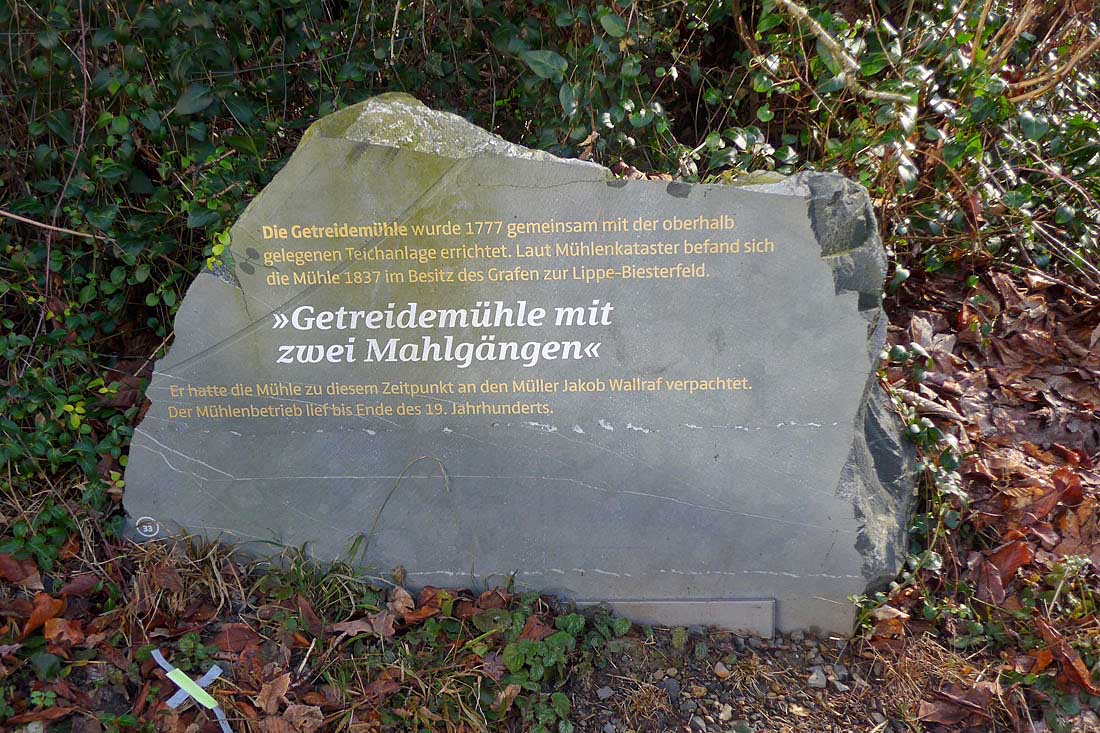 Die Getreidemühle wurde 1777 gemeinsam mit der oberhalb
gelegenen Teichanlage errichtet. Laut Mühlenkataster befand sich
die Mühle 1837 im Besitz des Grafen zur Lippe-Biesterfeld.
»Getreidemühle mit
zwei Mahlgängen«
Er hatte die Mühle zu diesem Zeitpunkt an den Müller Jakob Wallraf verpachtet.
Der Mühlenbetrieb lief bis Ende des 19. Jahrhunderts.
33